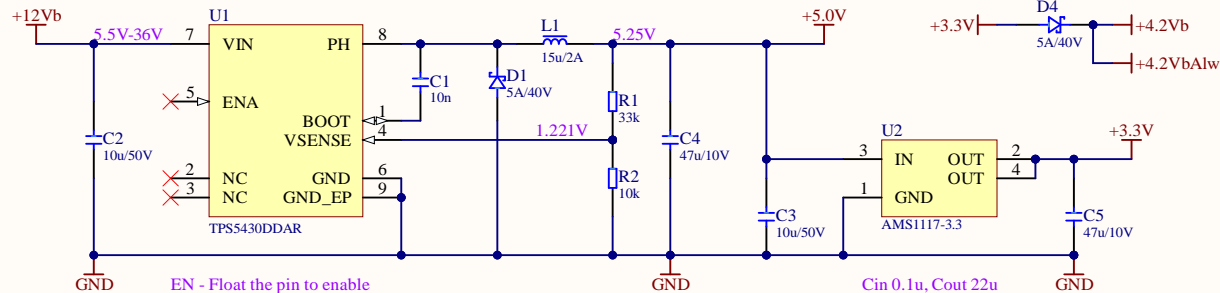 +12Vb
5.5V-36V
7
U1
VIN
PH
8
5
ENA
BOOT
1
VSENSE
4
2
NC
GND
6
3
NC
GND_EP
9
TPS5430DDAR
C2
10u/50V
GND
EN - Float the pin to enable
C1
10n
D1
5A/40V
L1
15u/2A
5.25V
+5.0V
R1
33k
1.221V
R2
10k
C4
47u/10V
GND
C3
10u/50V
U2
3
IN
OUT
2
OUT
4
1
GND
AMS1117-3.3
+3.3V
C5
47u/10V
GND
Cin 0.1u, Cout 22u
D4
+3.3V
5A/40V
+4.2Vb
+4.2VbAlw